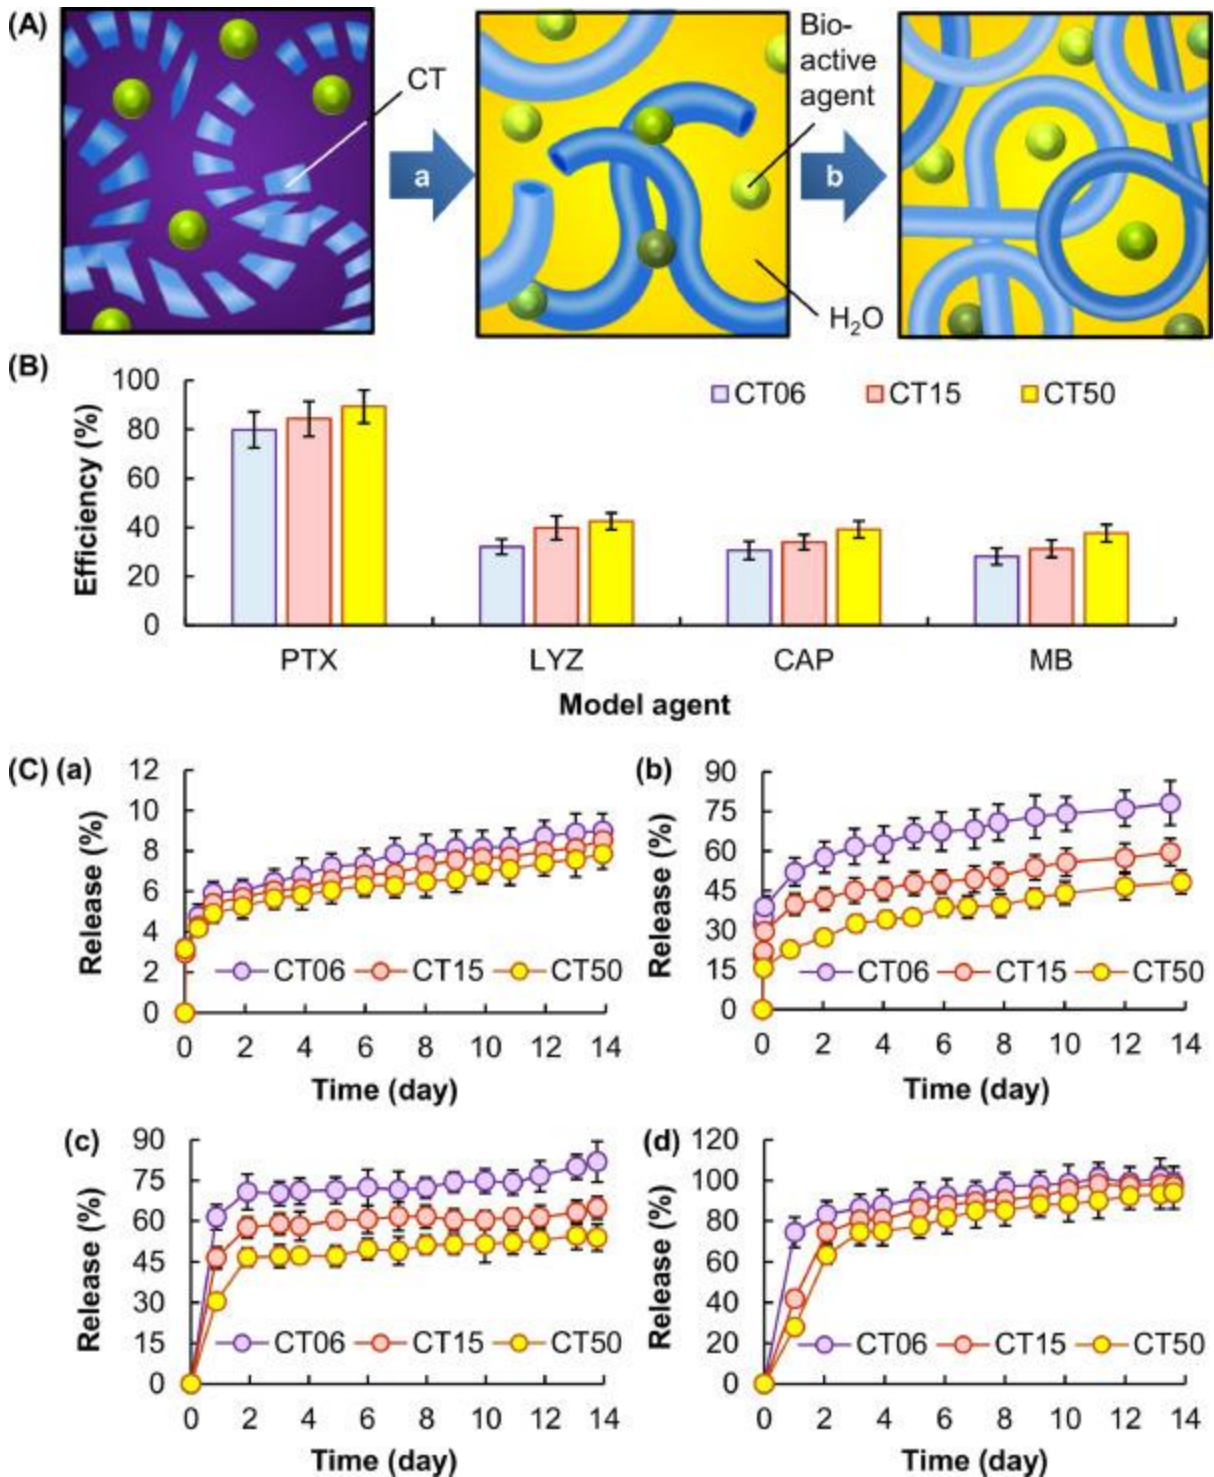 (A)
CT
a
Bio-
active
agent
b
H₂O
(B)
Efficiency (%)
100
80
60
40
20
0
CT06 CT15 CT50
PTX LYZ CAP MB
Model agent
(C) (a)
Release (%)
12
10
8
6
4
2
0
CT06 CT15 CT50
0 2 4 6 8 10 12 14
Time (day)
(b)
Release (%)
90
75
60
45
30
15
0
CT06 CT15 CT50
0 2 4 6 8 10 12 14
Time (day)
(c)
Release (%)
90
75
60
45
30
15
0
CT06 CT15 CT50
0 2 4 6 8 10 12 14
Time (day)
(d)
Release (%)
120
100
80
60
40
20
0
CT06 CT15 CT50
0 2 4 6 8 10 12 14
Time (day)